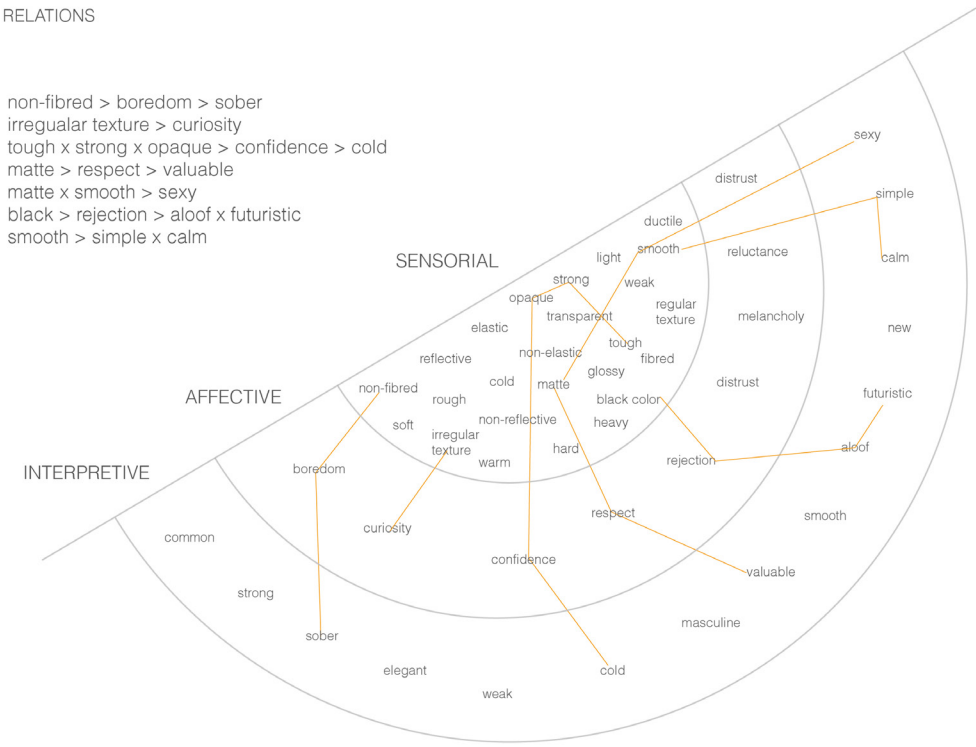 RELATIONS
non-fibred > boredom > sober
irregualar texture > curiosity
tough x strong x opaque > confidence > cold
matte > respect > valuable
matte x smooth > sexy
black > rejection > aloof x futuristic
smooth > simple x calm
SENSORIAL
AFFECTIVE
INTERPRETIVE
sexy
distrust
simple
ductile
smooth
reluctance
light
calm
strong
weak
opaque
regular
texture
transparent
melancholy
elastic
new
tough
non-elastic
fibred
reflective
glossy
cold
matte
distrust
non-fibred
futuristic
rough
black color
non-reflective
heavy
soft
irregular
texture
hard
aloof
warm
rejection
boredom
respect
smooth
curiosity
common
confidence
valuable
strong
masculine
sober
elegant
cold
weak